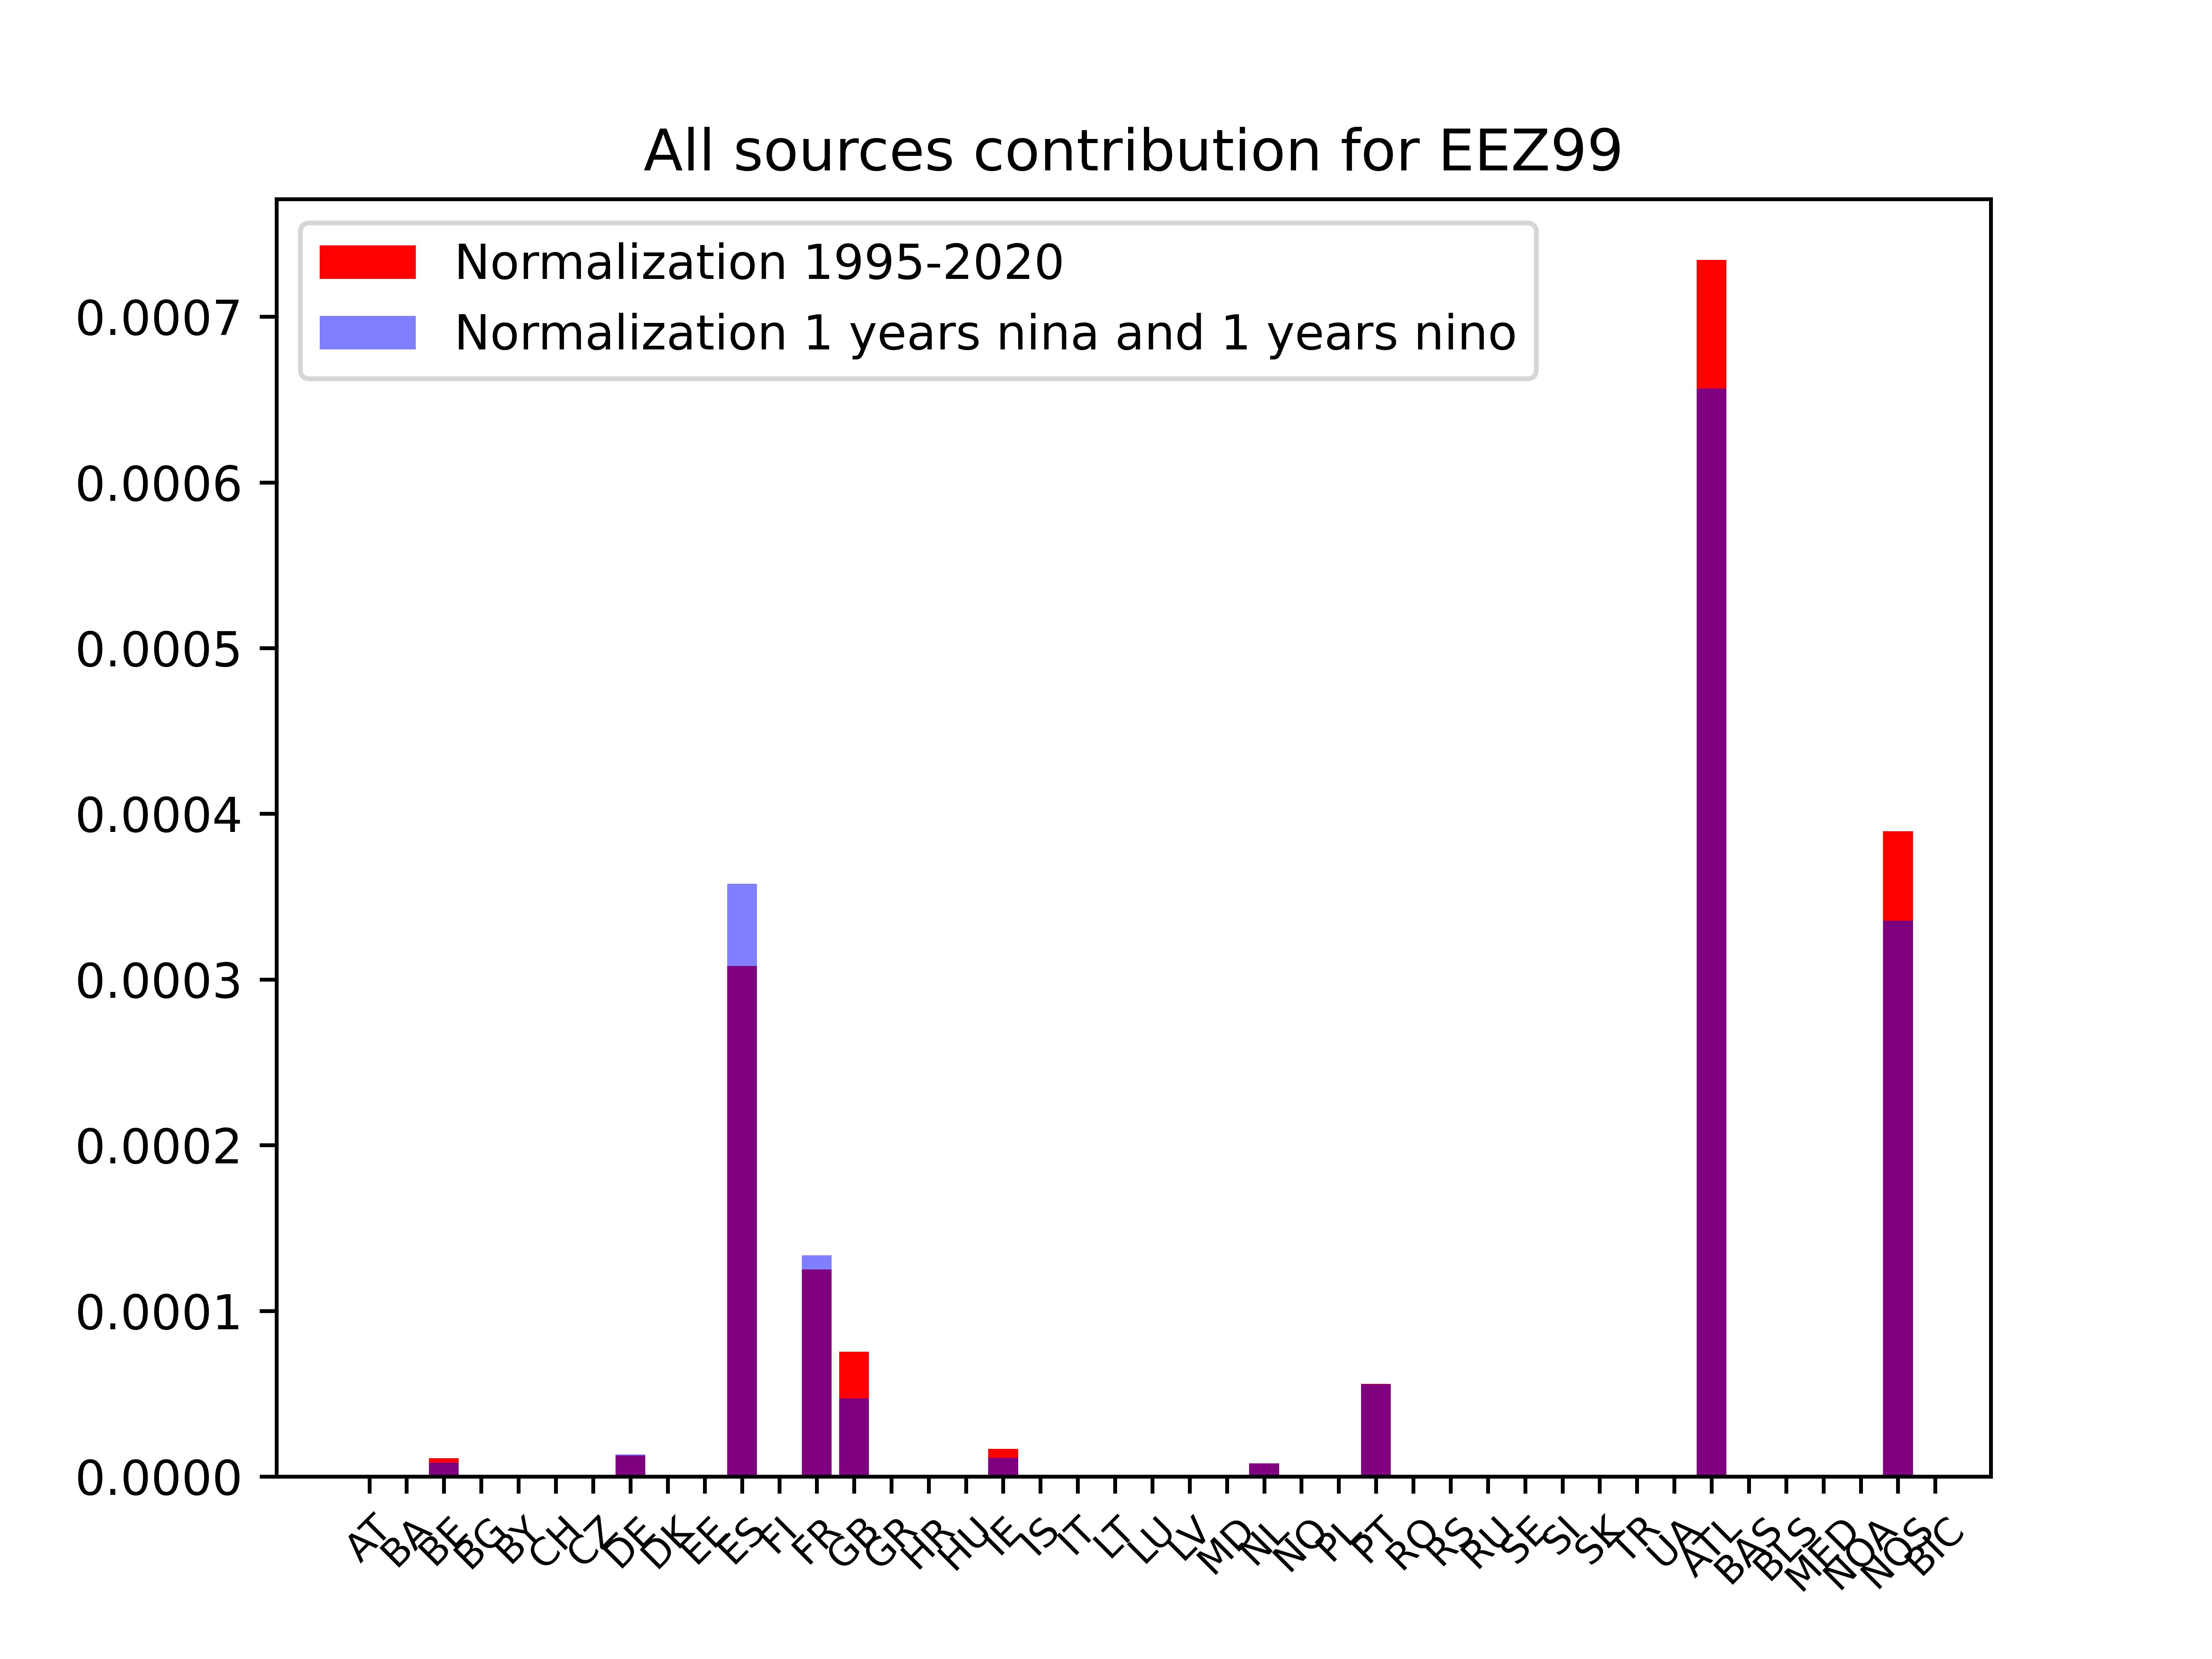 All sources contribution for EEZ99
Normalization 1995-2020
Normalization 1 years nina and 1 years nino
0.0007
0.0006
0.0005
0.0004
0.0003
0.0002
0.0001
0.0000
AT BA BE BG BY CH CZ DE DK EE ES FI FR GB GR HR HU IE IS IT LT LU LV MD NL NO PL PT RO RS RU SE SI SK TR UA ATL BAS BLS MED NOA NOS BIC